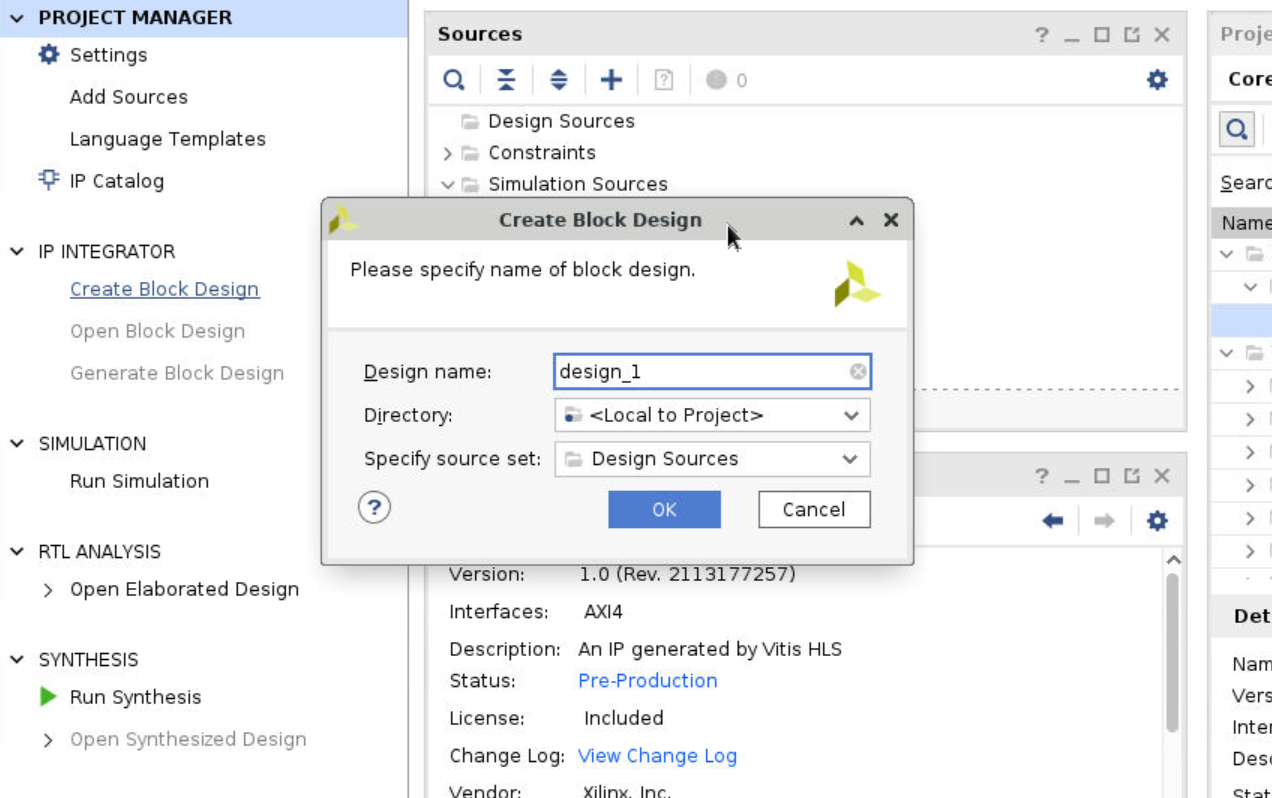 PROJECT MANAGER
Settings
Add Sources
Language Templates
IP Catalog
IP INTEGRATOR
Create Block Design
Open Block Design
Generate Block Design
SIMULATION
Run Simulation
RTL ANALYSIS
Open Elaborated Design
SYNTHESIS
Run Synthesis
Open Synthesized Design
Sources
? 0
Design Sources
Constraints
Simulation Sources
Create Block Design
Please specify name of block design.
Design name: design_1
Directory: <Local to Project>
Specify source set: Design Sources
? OK Cancel
Version: 1.0 (Rev. 2113177257)
Interfaces: AXI4
Description: An IP generated by Vitis HLS
Status: Pre-Production
License: Included
Change Log: View Change Log
Vendor: Xilinx, Inc.
Proje
Core
Searc
Name
Det
Nam
Vers
Inter
Desc
Stat